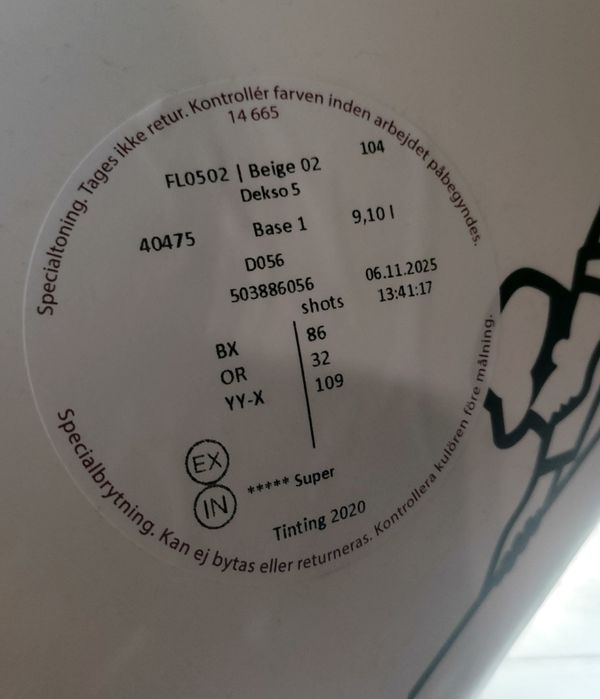 Specialtoning. Tages ikke retur. Kontrollér farven inden arbejdet påbegyndes.
14 665
104
FL0502 | Beige 02
Dekso 5
40475 Base 1 9,10 l
D056
503886056 06.11.2025
shots 13:41:17
BX 86
OR 32
YY-X 109
EX
IN ***** Super
Tinting 2020
Specialbrytning. Kan ej bytas eller returneras. Kontrollera kulören före målning.